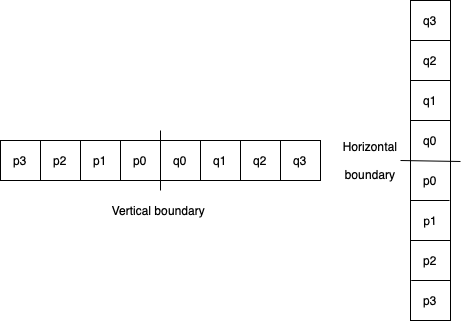 q3
q2
q1
q0
p3 p2 p1 p0 q0 q1 q2 q3
Vertical boundary
Horizontal
boundary
p0
p1
p2
p3